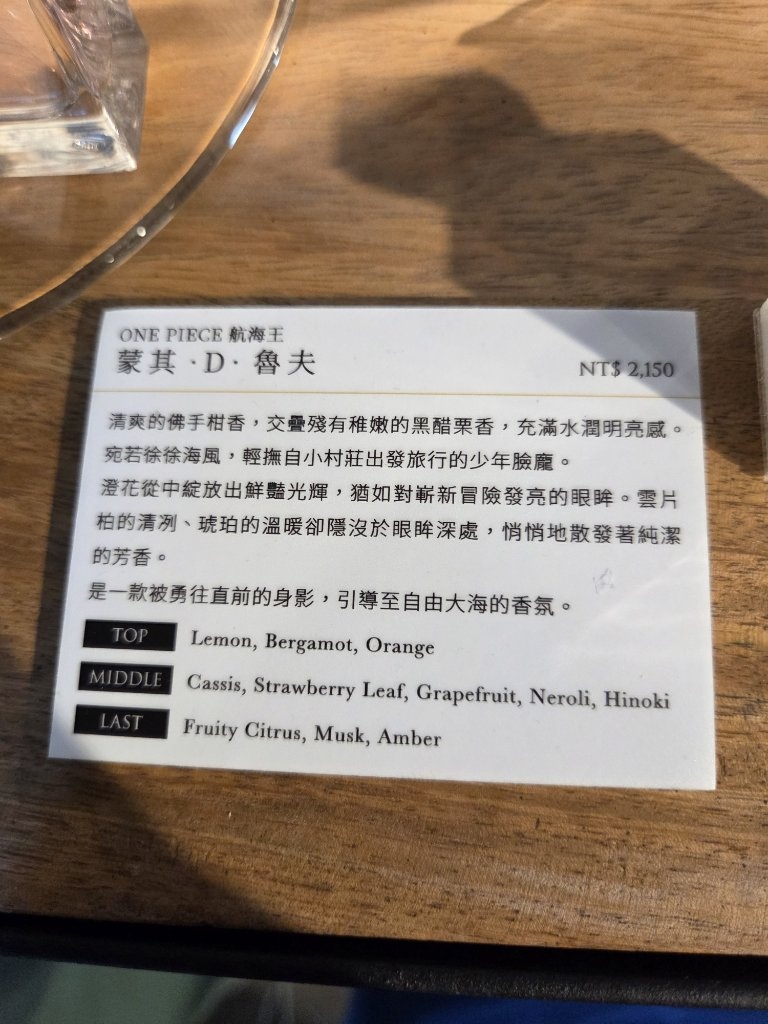 ONE PIECE 航海王
蒙其·D·魯夫
NT$ 2,150
清爽的佛手柑香，交疊殘有稚嫩的黑醋栗香，充滿水潤明亮感。
宛若徐徐海風，輕撫自小村莊出發旅行的少年臉龐。
澄花從中綻放出鮮豔光輝，猶如對嶄新冒險發亮的眼眸。雲片
柏的清冽、琥珀的溫暖卻隱沒於眼眸深處，悄悄地散發著純潔
的芳香。
是一款被勇往直前的身影，引導至自由大海的香氛。
TOP Lemon, Bergamot, Orange
MIDDLE Cassis, Strawberry Leaf, Grapefruit, Neroli, Hinoki
LAST Fruity Citrus, Musk, Amber